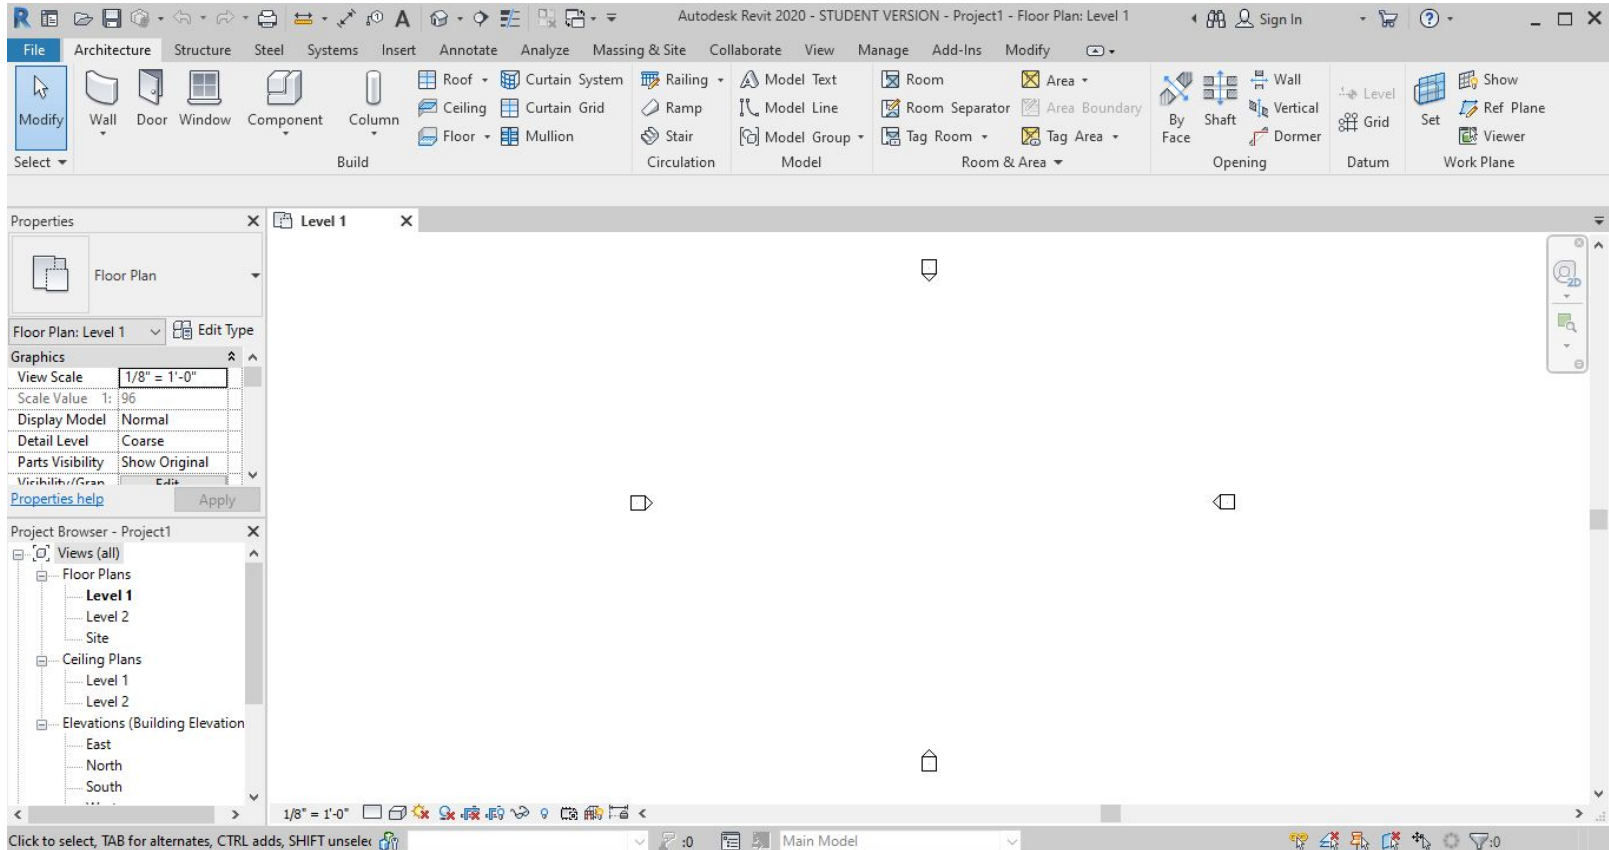 Autodesk Revit 2020 - STUDENT VERSION - Project1 - Floor Plan: Level 1
Sign In
File Architecture Structure Steel Systems Insert Annotate Analyze Massing & Site Collaborate View Manage Add-Ins Modify
Modify
Wall
Door
Window
Component
Column
Roof
Ceiling
Floor
Curtain System
Curtain Grid
Mullion
Railing
Ramp
Stair
Model Text
Model Line
Model Group
Room
Room Separator
Tag Room
Area
Area Boundary
Tag Area
By
Face
Shaft
Wall
Vertical
Dormer
Level
Grid
Set
Show
Ref Plane
Viewer
Select Build Circulation Model Room & Area Opening Datum Work Plane
Properties
Level 1
Floor Plan
Floor Plan: Level 1 Edit Type
Graphics
View Scale 1/8" = 1'-0"
Scale Value 1: 96
Display Model Normal
Detail Level Coarse
Parts Visibility Show Original
Visibility/Grap Edit
Properties help Apply
Project Browser - Project1
Views (all)
Floor Plans
Level 1
Level 2
Site
Ceiling Plans
Level 1
Level 2
Elevations (Building Elevation
East
North
South
2D
1/8" = 1'-0"
Click to select, TAB for alternates, CTRL adds, SHIFT unselec :0 Main Model :0